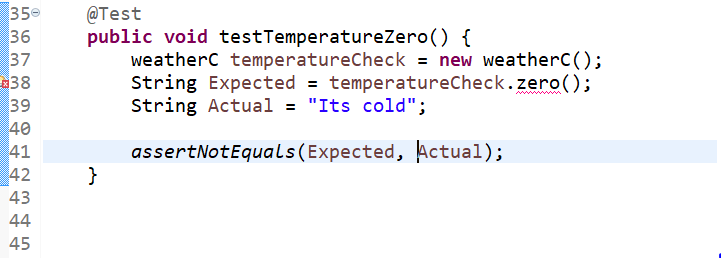 35 @Test
36 public void testTemperatureZero() {
37 weatherC temperatureCheck = new weatherC();
38 String Expected = temperatureCheck.zero();
39 String Actual = "Its cold";
40
41 assertNotEquals(Expected, Actual);
42 }
43
44
45